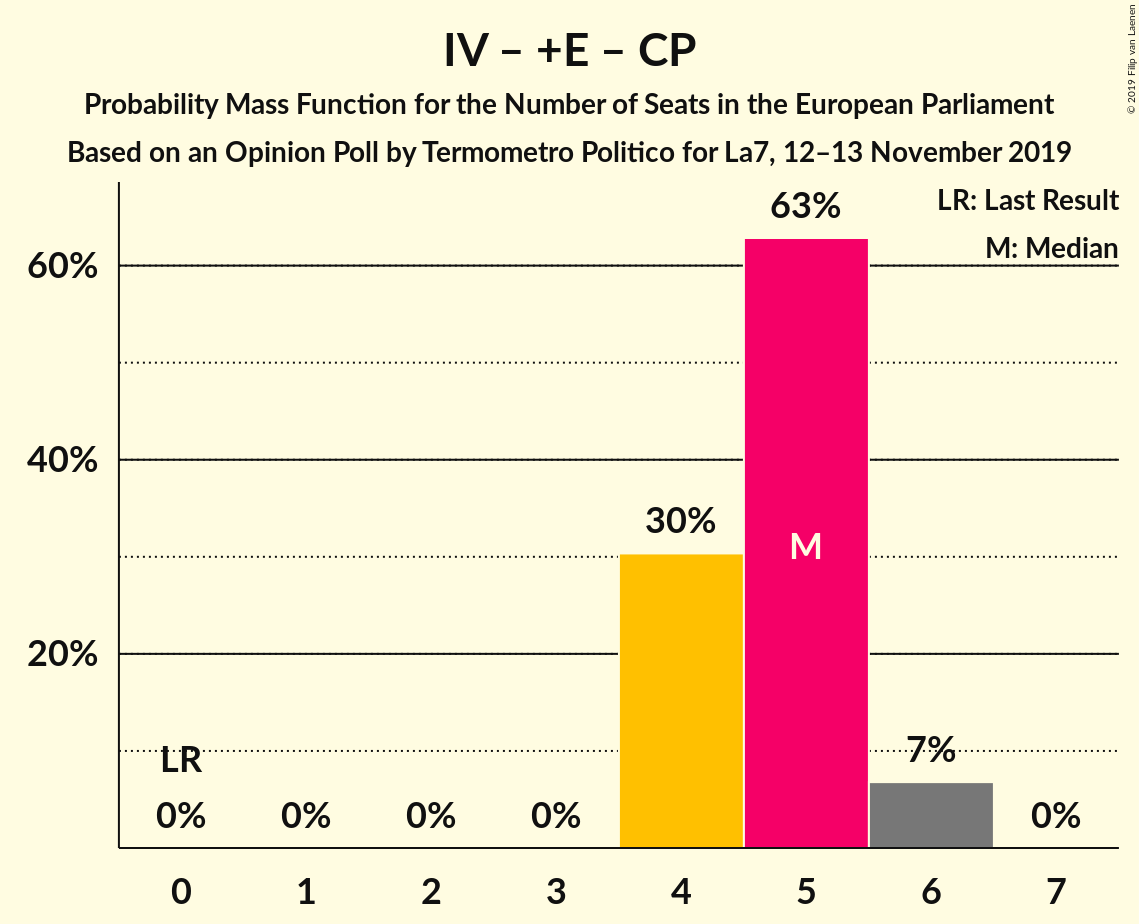 IV – +E – CP
Probability Mass Function for the Number of Seats in the European Parliament
Based on an Opinion Poll by Termometro Politico for La7, 12–13 November 2019
© 2019 Filip van Laenen
LR: Last Result
M: Median
63%
60%
40%
30%
M
20%
LR
7%
0%
0%
0%
0%
0%
0
1
2
3
4
5
6
7